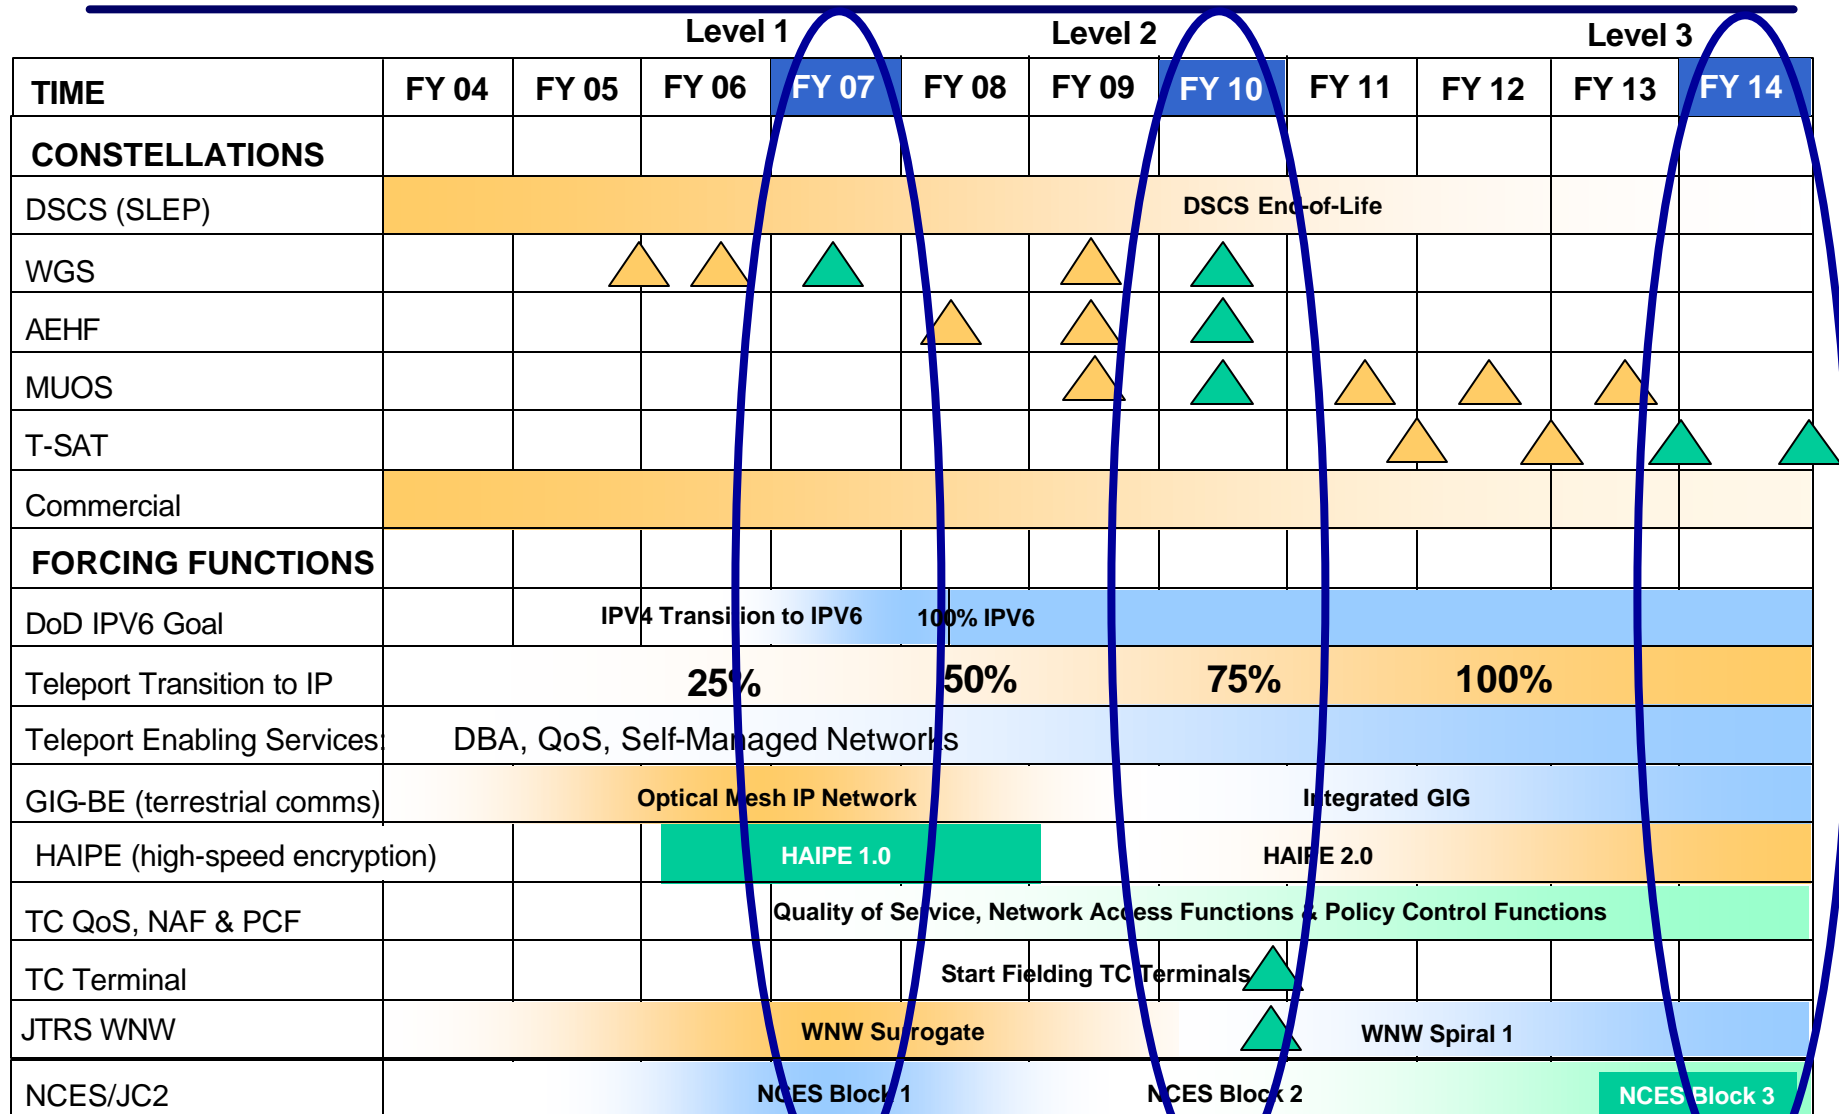 Level 1 Level 2 Level 3
TIME FY 04 FY 05 FY 06 FY 07 FY 08 FY 09 FY 10 FY 11 FY 12 FY 13 FY 14
CONSTELLATIONS
DSCS (SLEP) DSCS End-of-Life
WGS
AEHF
MUOS
T-SAT
Commercial
FORCING FUNCTIONS
DoD IPV6 Goal IPV4 Transition to IPV6 100% IPV6
Teleport Transition to IP 25% 50% 75% 100%
Teleport Enabling Services: DBA, QoS, Self-Managed Networks
GIG-BE (terrestrial comms) Optical Mesh IP Network Integrated GIG
HAIPE (high-speed encryption) HAIPE 1.0 HAIPE 2.0
TC QoS, NAF & PCF Quality of Service, Network Access Functions & Policy Control Functions
TC Terminal Start Fielding TC Terminals
JTRS WNW WNW Surrogate WNW Spiral 1
NCES/JC2 NCES Block 1 NCES Block 2 NCES Block 3